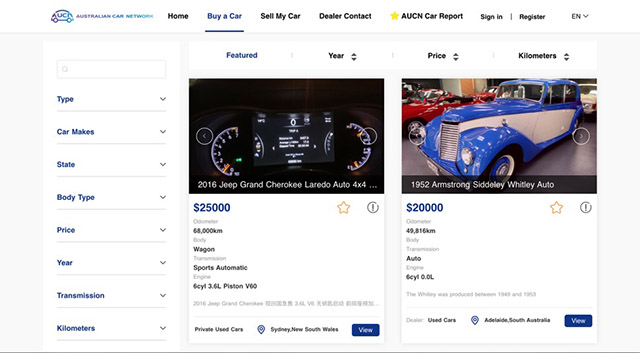 AUCN AUSTRALIAN CAR NETWORK Home Buy a Car Sell My Car Dealer Contact AUCN Car Report Sign in | Register EN
Featured Year Price Kilometers
Type
Car Makes
State
Body Type
Price
Year
Transmission
Kilometers
2016 Jeep Grand Cherokee Laredo Auto 4x4 ...
$25000
Odometer
68,000km
Body
Wagon
Transmission
Sports Automatic
Engine
6cyl 3.6L Piston V60
2016 Jeep Grand Cherokee 3.6L V6
Private Used Cars Sydney,New South Wales View
1952 Armstrong Siddeley Whitley Auto
$20000
Odometer
49,816km
Transmission
Auto
Engine
6cyl 0.0L
The Whitley was produced between 1949 and 1953
Dealer: Used Cars Adelaide,South Australia View